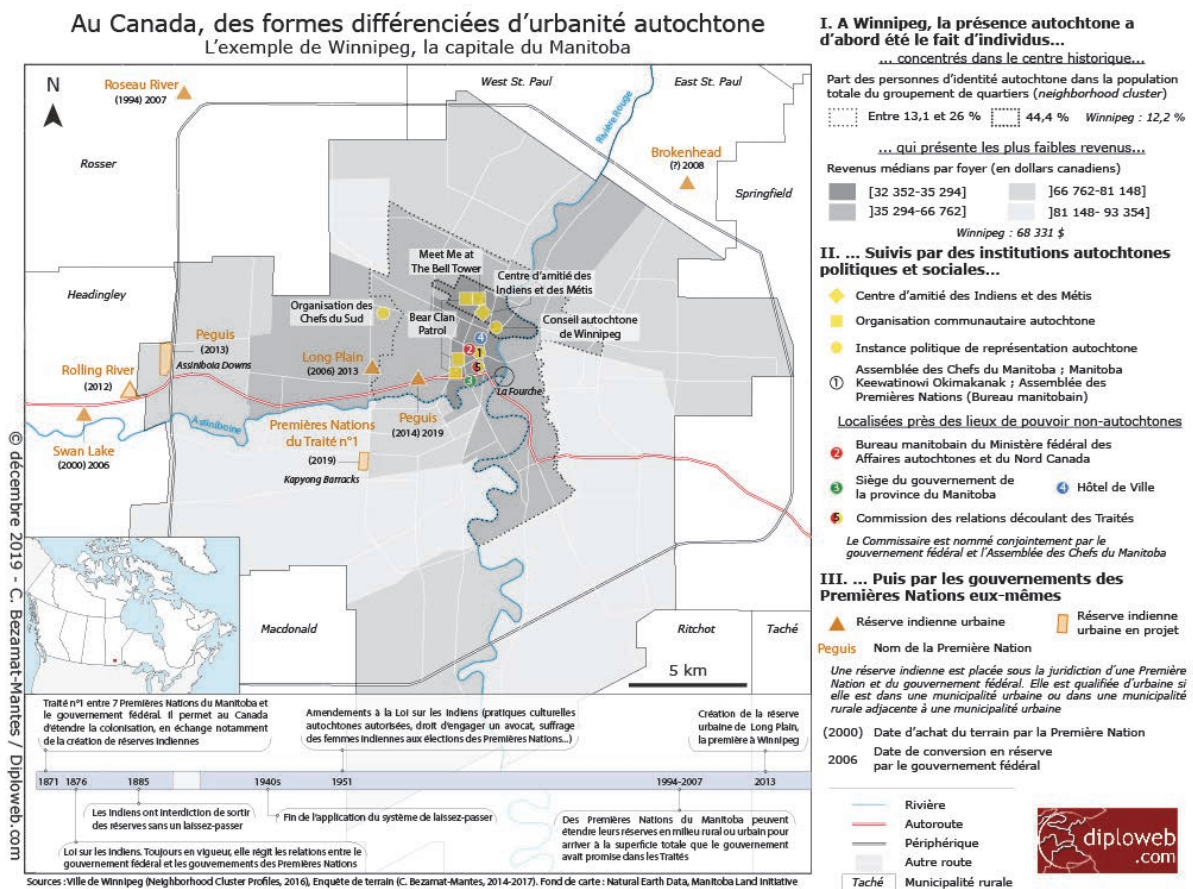 Au Canada, des formes différenciées d'urbanité autochtone
L'exemple de Winnipeg, la capitale du Manitoba
N
Roseau River
(1994) 2007
West St. Paul
East St. Paul
Rivière Rouge
Rosser
Brokenhead
(?) 2008
Springfield
Meet Me at
The Bell Tower
Centre d'amitié des
Indiens et des Métis
Headingley
Organisation des
Chefs du Sud
Bear Clan
Patrol
Conseil autochtone
de Winnipeg
Peguis
(2013)
Assiniboia Downs
Long Plain
(2006) 2013
Rolling River
(2012)
4
2
1
5
3
La Fourche
Assiniboine
Premières Nations
du Traité n°1
(2019)
Kapyong Barracks
Peguis
(2014) 2019
Swan Lake
(2000) 2006
Macdonald
Ritchot
Taché
5 km
© décembre 2019 - C. Bezamat-Mantes / Diploweb.com
Traité n°1 entre 7 Premières Nations du Manitoba et
le gouvernement fédéral. Il permet au Canada
d'étendre la colonisation, en échange notamment
de la création de réserves indiennes
Amendements à la Loi sur les Indiens (pratiques culturelles
autochtones autorisées, droit d'engager un avocat, suffrage
des femmes indiennes aux élections des Premières Nations...)
Création de la réserve
urbaine de Long Plain,
la première à Winnipeg
1871 1876 1885 1940s 1951 1994-2007 2013
Les Indiens ont interdiction de sortir
des réserves sans un laissez-passer
Fin de l'application du système de laissez-passer
Des Premières Nations du Manitoba peuvent
étendre leurs réserves en milieu rural ou urbain pour
arriver à la superficie totale que le gouvernement
avait promise dans les Traités
Loi sur les Indiens. Toujours en vigueur, elle régit les relations entre le
gouvernement fédéral et les gouvernements des Premières Nations
Sources : Ville de Winnipeg (Neighborhood Cluster Profiles, 2016), Enquête de terrain (C. Bezamat-Mantes, 2014-2017). Fond de carte : Natural Earth Data, Manitoba Land Initiative
I. A Winnipeg, la présence autochtone a
d'abord été le fait d'individus...
... concentrés dans le centre historique...
Part des personnes d'identité autochtone dans la population
totale du groupement de quartiers (neighborhood cluster)
Entre 13,1 et 26 % 44,4 % Winnipeg : 12,2 %
... qui présente les plus faibles revenus...
Revenus médians par foyer (en dollars canadiens)
[32 352-35 294] ]66 762-81 148]
]35 294-66 762] ]81 148- 93 354]
Winnipeg : 68 331 $
II. ... Suivis par des institutions autochtones
politiques et sociales...
Centre d'amitié des Indiens et des Métis
Organisation communautaire autochtone
Instance politique de représentation autochtone
1 Assemblée des Chefs du Manitoba ; Manitoba
Keewatinowi Okimakanak ; Assemblée des
Premières Nations (Bureau manitobain)
Localisées près des lieux de pouvoir non-autochtones
2 Bureau manitobain du Ministère fédéral des
Affaires autochtones et du Nord Canada
3 Siège du gouvernement de
la province du Manitoba
4 Hôtel de Ville
5 Commission des relations découlant des Traités
Le Commissaire est nommé conjointement par le
gouvernement fédéral et l'Assemblée des Chefs du Manitoba
III. ... Puis par les gouvernements des
Premières Nations eux-mêmes
Réserve indienne urbaine
Réserve indienne
urbaine en projet
Peguis Nom de la Première Nation
Une réserve indienne est placée sous la juridiction d'une Première
Nation et du gouvernement fédéral. Elle est qualifiée d'urbaine si
elle est dans une municipalité urbaine ou dans une municipalité
rurale adjacente à une municipalité urbaine
(2000) Date d'achat du terrain par la Première Nation
2006 Date de conversion en réserve
par le gouvernement fédéral
Rivière
Autoroute
Périphérique
Autre route
Taché Municipalité rurale
diploweb
.com